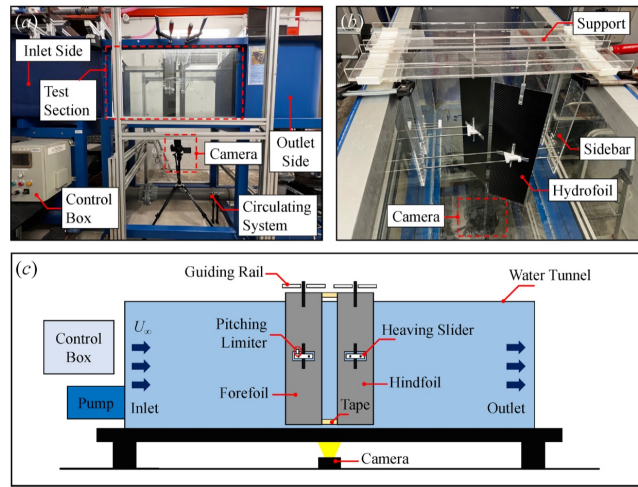 (a)
Inlet Side
Test
Section
Camera
Outlet
Side
Control
Box
Circulating
System
(b)
Support
Sidebar
Hydrofoil
Camera
(c)
Guiding Rail
Water Tunnel
Control
Box
U∞
Pitching
Limiter
Heaving Slider
Forefoil
Hindfoil
Tape
Pump
Inlet
Outlet
Camera